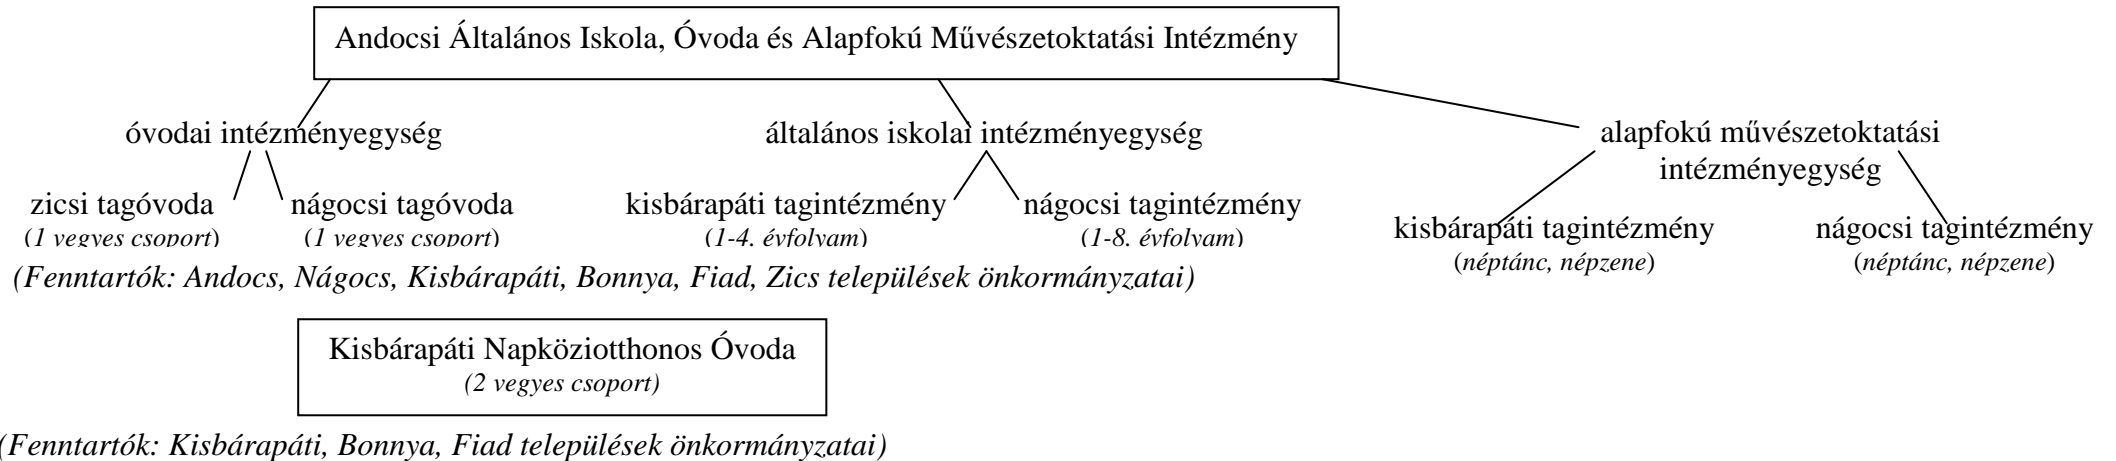 Andocsi Általános Iskola, Óvoda és Alapfokú Művészetoktatási Intézmény
óvodai intézményegység
általános iskolai intézményegység
alapfokú művészetoktatási
intézményegység
zicsi tagóvoda
(1 vegyes csoport)
nágocsi tagóvoda
(1 vegyes csoport)
kisbárapáti tagintézmény
(1-4. évfolyam)
nágocsi tagintézmény
(1-8. évfolyam)
kisbárapáti tagintézmény
(néptánc, népzene)
nágocsi tagintézmény
(néptánc, népzene)
(Fenntartók: Andocs, Nágocs, Kisbárapáti, Bonnya, Fiad, Zics települések önkormányzatai)
Kisbárapáti Napköziotthonos Óvoda
(2 vegyes csoport)
(Fenntartók: Kisbárapáti, Bonnya, Fiad települések önkormányzatai)